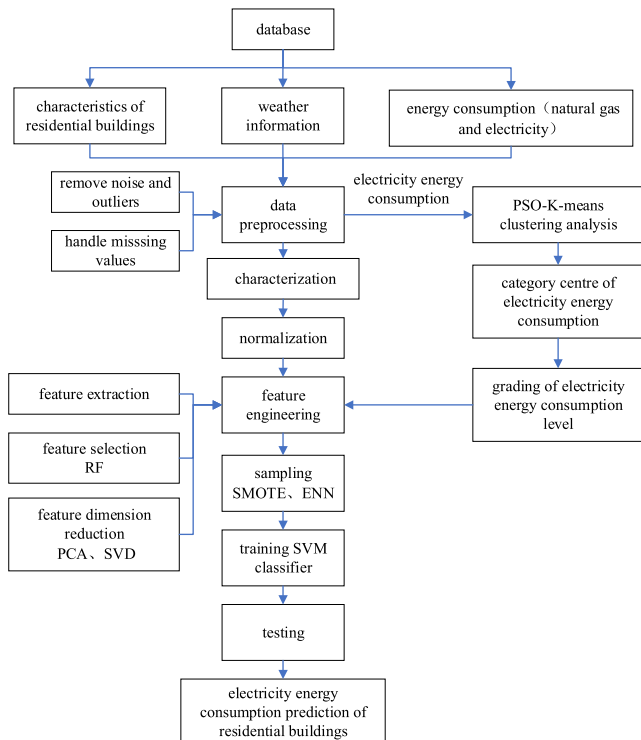 database
characteristics of
residential buildings
weather
information
energy consumption（natural gas
and electricity）
remove noise and
outliers
handle misssing
values
data
preprocessing
electricity energy
consumption
PSO-K-means
clustering analysis
characterization
category centre of
electricity energy
consumption
normalization
feature extraction
feature
engineering
grading of electricity
energy consumption
level
feature selection
RF
sampling
SMOTE、ENN
feature dimension
reduction
PCA、SVD
training SVM
classifier
testing
electricity energy
consumption prediction of
residential buildings